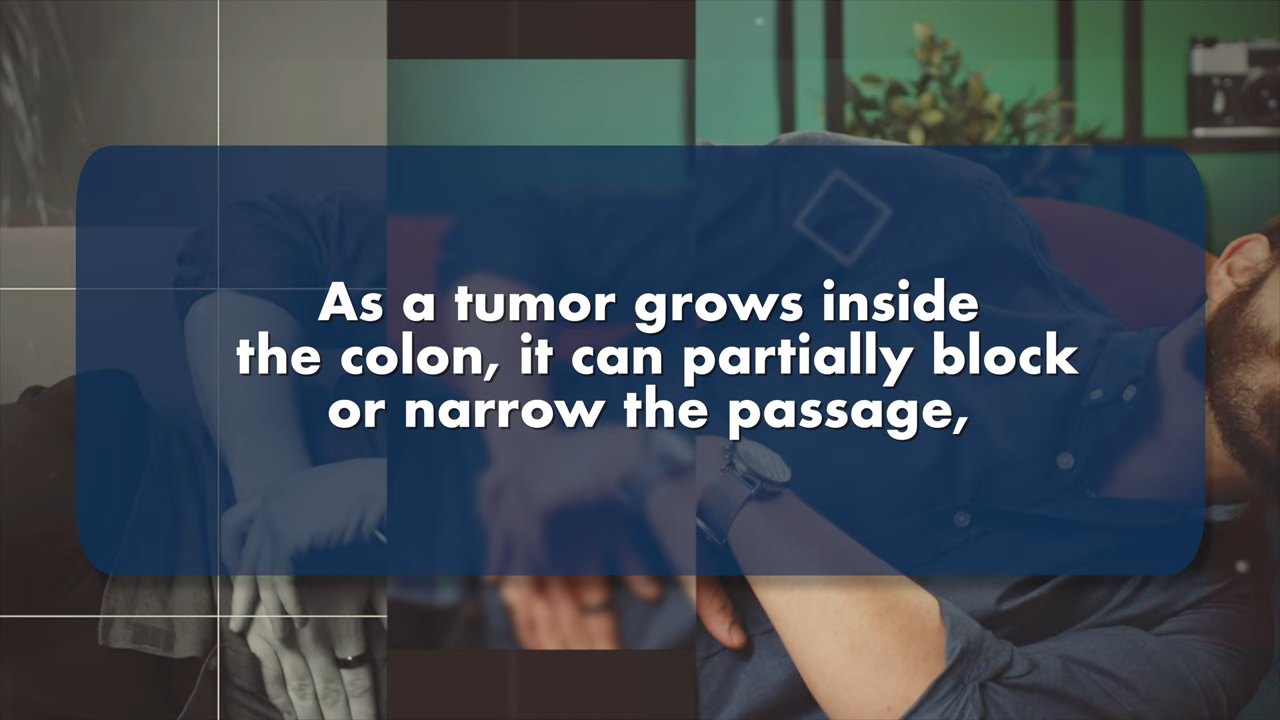 As a tumor grows inside
the colon, it can partially block
or narrow the passage,